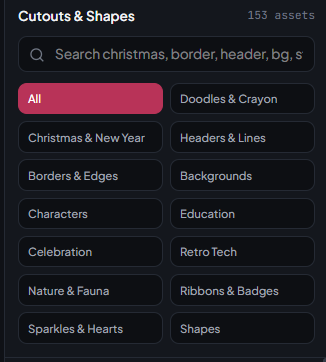 Cutouts & Shapes 153 assets
Search christmas, border, header, bg, s
All Doodles & Crayon
Christmas & New Year Headers & Lines
Borders & Edges Backgrounds
Characters Education
Celebration Retro Tech
Nature & Fauna Ribbons & Badges
Sparkles & Hearts Shapes